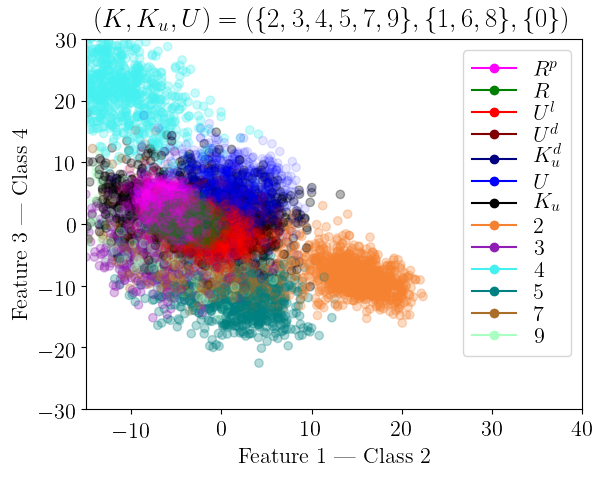 (K, K_u, U) = ({2, 3, 4, 5, 7, 9}, {1, 6, 8}, {0})
30
20
10
0
−10
−20
−30
Feature 3 — Class 4
−10
0
10
20
30
40
Feature 1 — Class 2
R^p
R
U^l
U^d
K_u^d
U
K_u
2
3
4
5
7
9